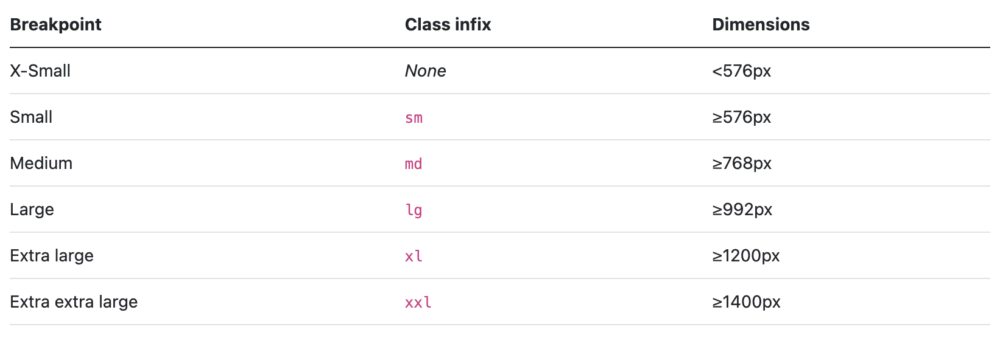 Breakpoint Class infix Dimensions
X-Small None <576px
Small sm ≥576px
Medium md ≥768px
Large lg ≥992px
Extra large xl ≥1200px
Extra extra large xxl ≥1400px